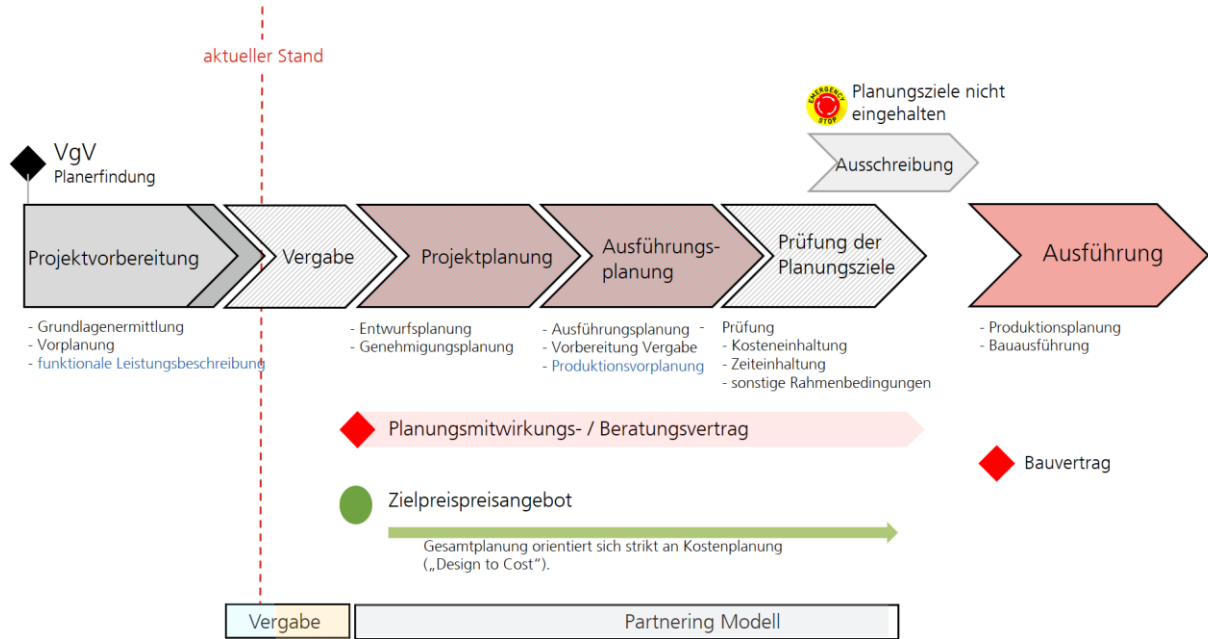 aktueller Stand
EMERGENCY
STOP
Planungsziele nicht
eingehalten
VgV
Planerfindung
Ausschreibung
Projektvorbereitung
Vergabe
Projektplanung
Ausführungs-
planung
Prüfung der
Planungsziele
Ausführung
- Grundlagenermittlung
- Vorplanung
- funktionale Leistungsbeschreibung
- Entwurfsplanung
- Genehmigungsplanung
- Ausführungsplanung -
- Vorbereitung Vergabe
- Produktionsvorplanung
Prüfung
- Kosteneinhaltung
- Zeiteinhaltung
- sonstige Rahmenbedingungen
- Produktionsplanung
- Bauausführung
Planungsmitwirkungs- / Beratungsvertrag
Bauvertrag
Zielpreispreisangebot
Gesamtplanung orientiert sich strikt an Kostenplanung
(„Design to Cost“).
Vergabe
Partnering Modell